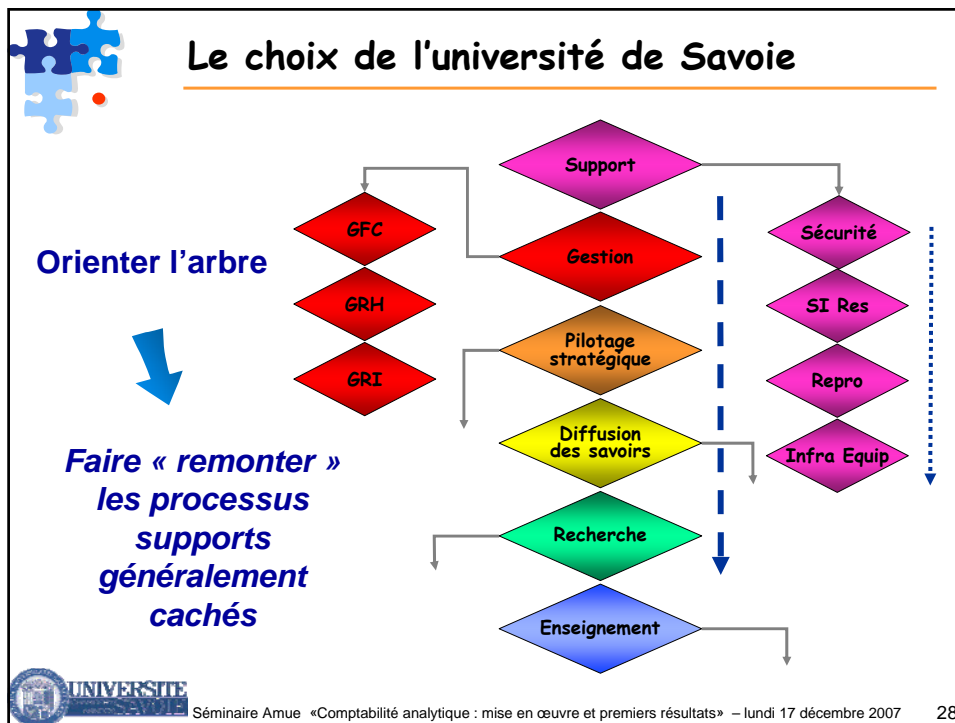 Le choix de l'université de Savoie
Support
GFC
Sécurité
Orienter l'arbre
Gestion
GRH
SI Res
Pilotage
stratégique
GRI
Repro
Diffusion
des savoirs
Infra Equip
Faire « remonter »
les processus
supports
généralement
cachés
Recherche
Enseignement
UNIVERSITE
SAVOIE
Séminaire Amue «Comptabilité analytique : mise en œuvre et premiers résultats» – lundi 17 décembre 2007
28